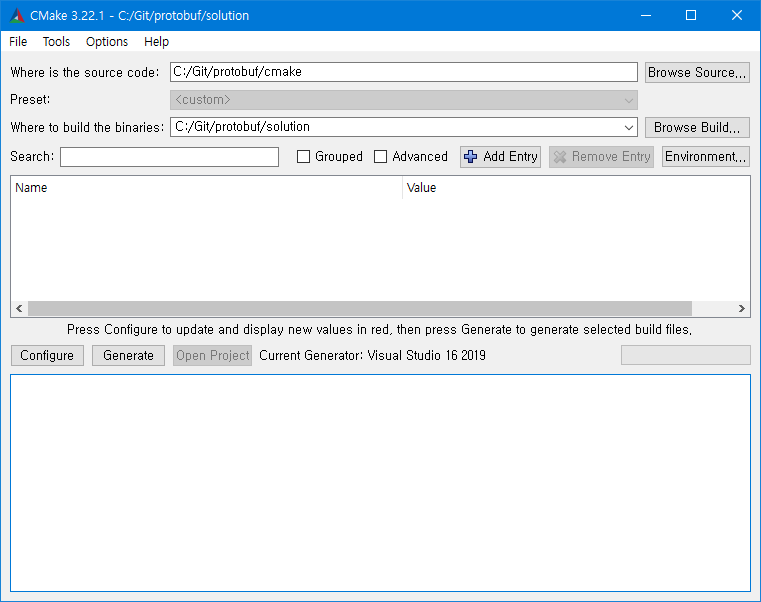 CMake 3.22.1 - C:/Git/protobuf/solution
File Tools Options Help
Where is the source code: C:/Git/protobuf/cmake Browse Source...
Preset: <custom>
Where to build the binaries: C:/Git/protobuf/solution Browse Build...
Search: Grouped Advanced Add Entry Remove Entry Environment...
Name Value
Press Configure to update and display new values in red, then press Generate to generate selected build files.
Configure Generate Open Project Current Generator: Visual Studio 16 2019